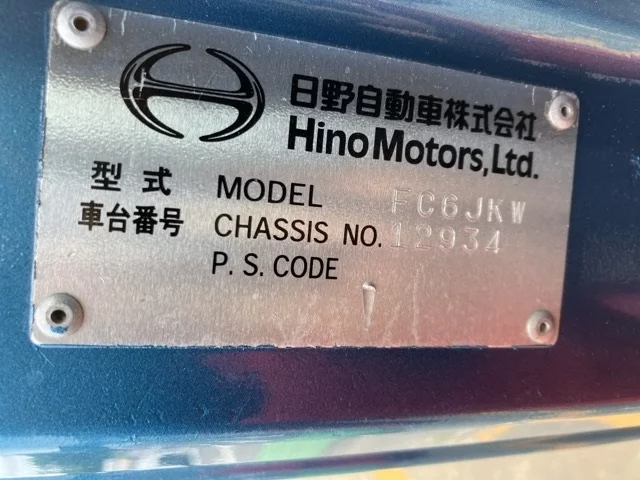 日野自動車株式会社
Hino Motors, Ltd.
型式 MODEL FC6JKW
車台番号 CHASSIS NO. 12934
P. S. CODE